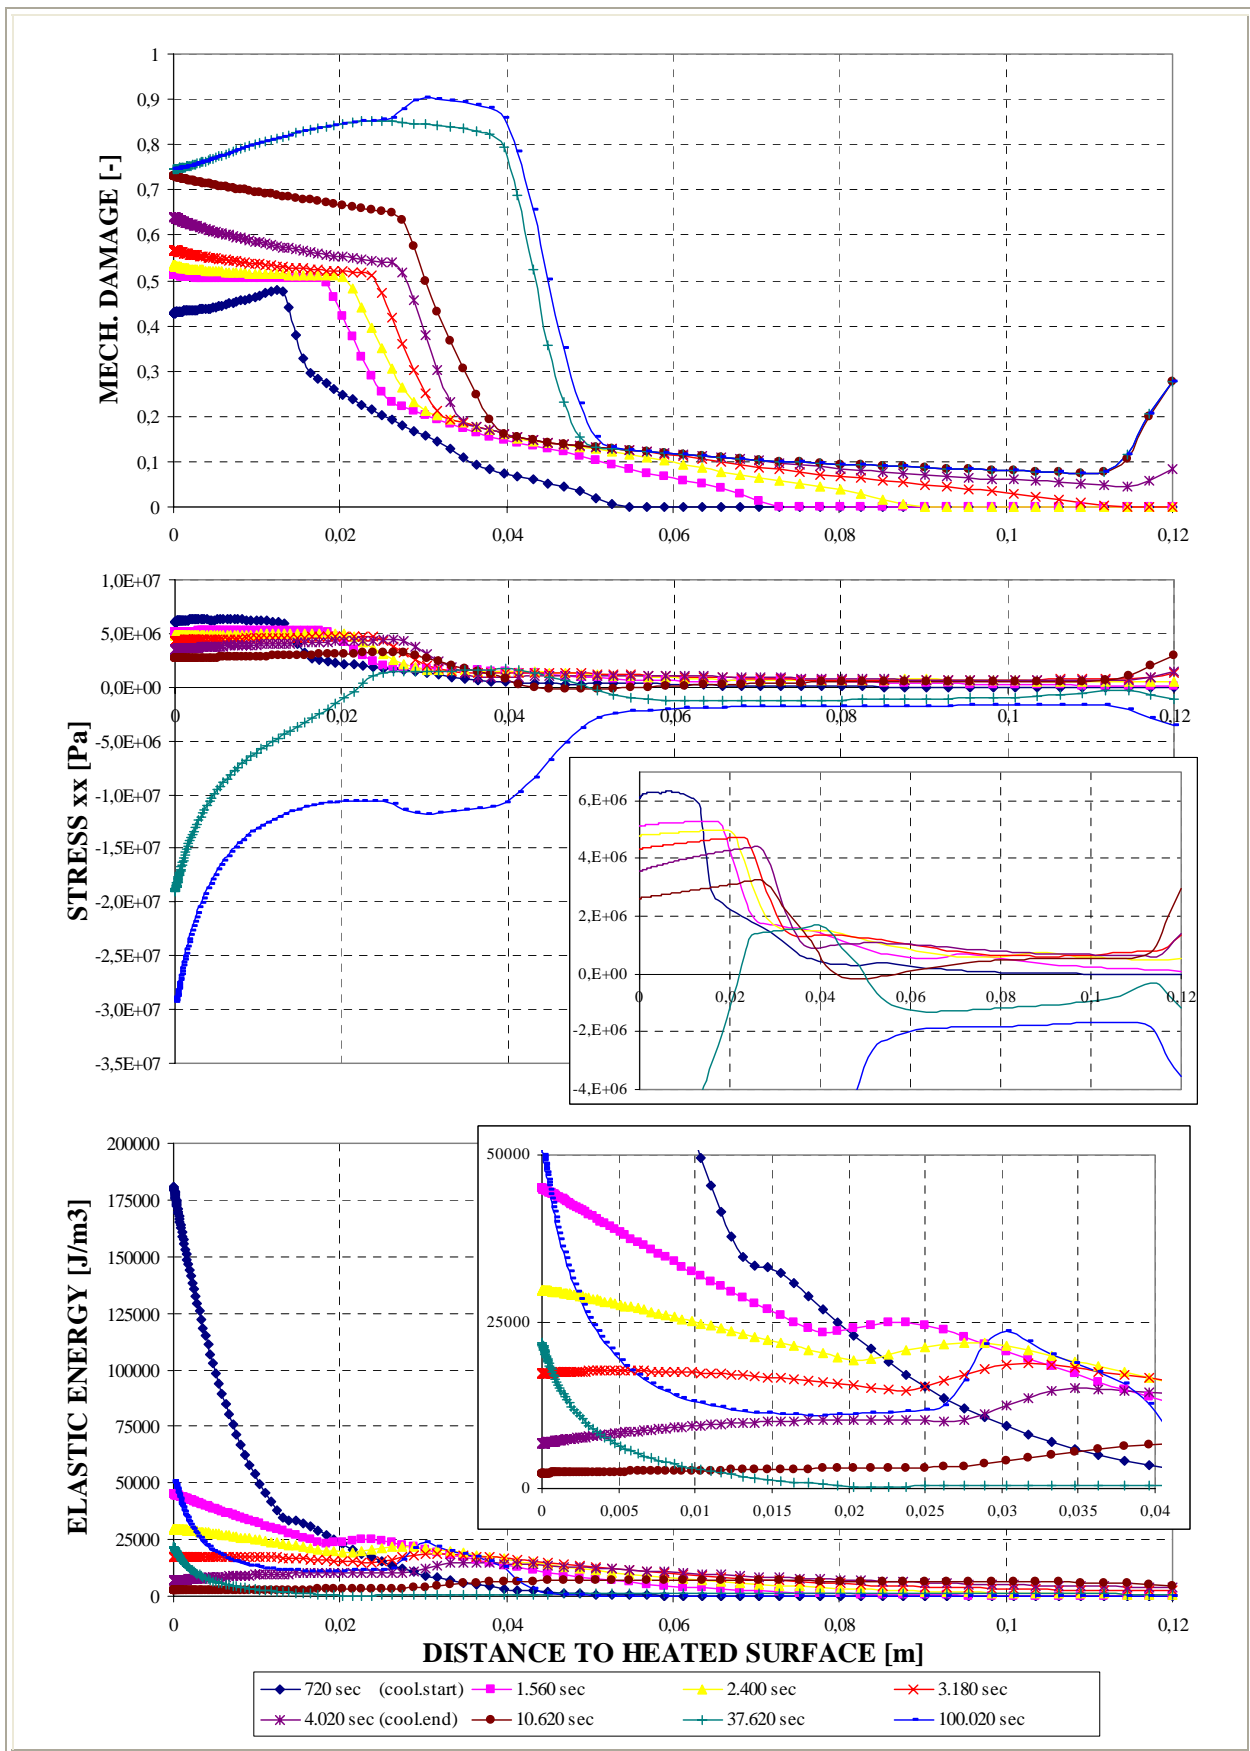 1
0,9
0,8
0,7
0,6
0,5
0,4
0,3
0,2
0,1
0
MECH. DAMAGE [-]
0 0,02 0,04 0,06 0,08 0,1 0,12
1,0E+07
5,0E+06
0,0E+00
-5,0E+06
-1,0E+07
-1,5E+07
-2,0E+07
-2,5E+07
-3,0E+07
-3,5E+07
STRESS xx [Pa]
0 0,02 0,04 0,06 0,08 0,1 0,12
6,E+06
4,E+06
2,E+06
0,E+00
-2,E+06
-4,E+06
0 0,02 0,04 0,06 0,08 0,1 0,12
200000
175000
150000
125000
100000
75000
50000
25000
0
ELASTIC ENERGY [J/m3]
50000
25000
0
0 0,005 0,01 0,015 0,02 0,025 0,03 0,035 0,04
0 0,02 0,04 0,06 0,08 0,1 0,12
DISTANCE TO HEATED SURFACE [m]
720 sec (cool.start) 1.560 sec 2.400 sec 3.180 sec
4.020 sec (cool.end) 10.620 sec 37.620 sec 100.020 sec